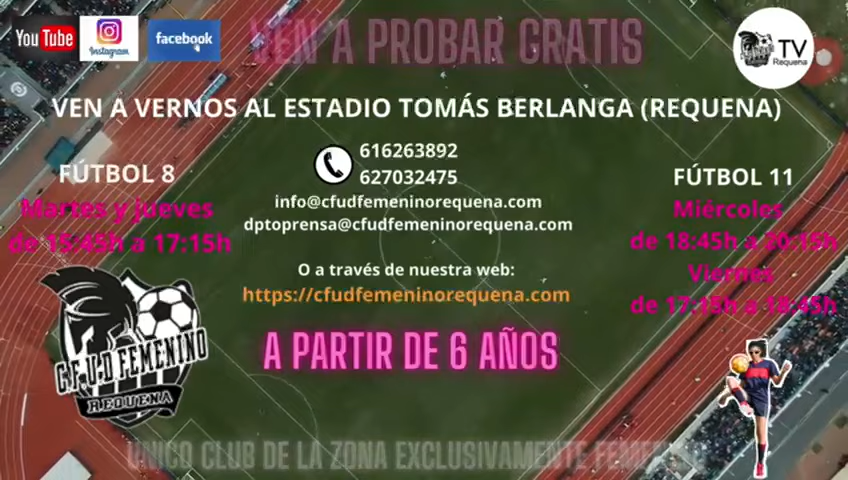 YouTube
Instagram
facebook
VEN A PROBAR GRATIS
TV
Requena
VEN A VERNOS AL ESTADIO TOMÁS BERLANGA (REQUENA)
616263892
627032475
info@cfudfemeninorequena.com
dptoprensa@cfudfemeninorequena.com
FÚTBOL 8
Martes y jueves
de 15:45h a 17:15h
FÚTBOL 11
Miércoles
de 18:45h a 20:15h
Viernes
de 17:15h a 18:45h
O a través de nuestra web:
https://cfudfemeninorequena.com
C.F.U.D FEMENINO
REQUENA
A PARTIR DE 6 AÑOS
ÚNICO CLUB DE LA ZONA EXCLUSIVAMENTE FEMENINO